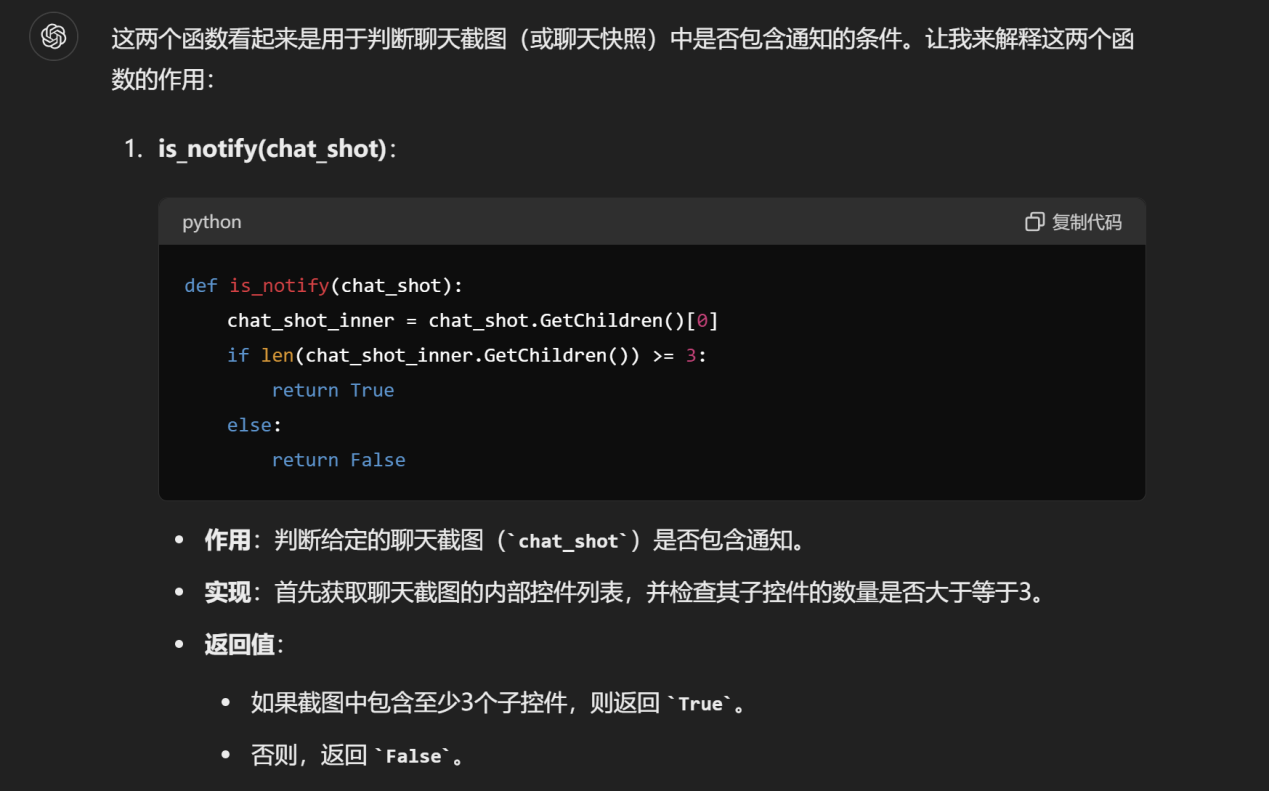 这两个函数看起来是用于判断聊天截图（或聊天快照）中是否包含通知的条件。让我来解释这两个函
数的作用：
1. is_notify(chat_shot)：
python 复制代码
def is_notify(chat_shot):
    chat_shot_inner = chat_shot.GetChildren()[0]
    if len(chat_shot_inner.GetChildren()) >= 3:
        return True
    else:
        return False
• 作用：判断给定的聊天截图（`chat_shot`）是否包含通知。
• 实现：首先获取聊天截图的内部控件列表，并检查其子控件的数量是否大于等于3。
• 返回值：
• 如果截图中包含至少3个子控件，则返回 `True`。
• 否则，返回 `False`。